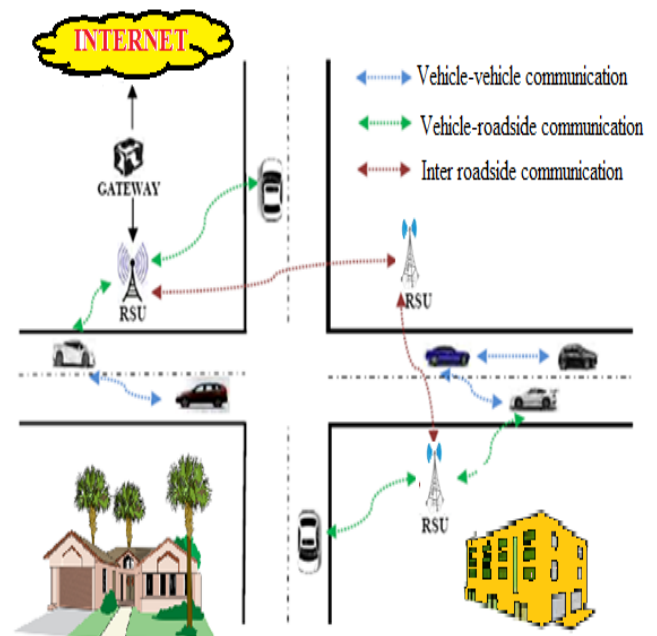 INTERNET
Vehicle-vehicle communication
Vehicle-roadside communication
Inter roadside communication
GATEWAY
RSU
RSU
RSU